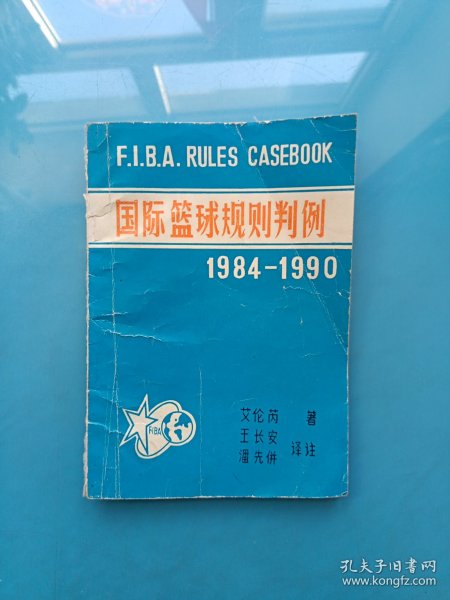 F.I.B.A. RULES CASEBOOK
国际篮球规则判例
1984-1990
FIBA
艾伦芮 著
王长安
潘先併 译注
孔夫子旧书网
www.kongfz.com